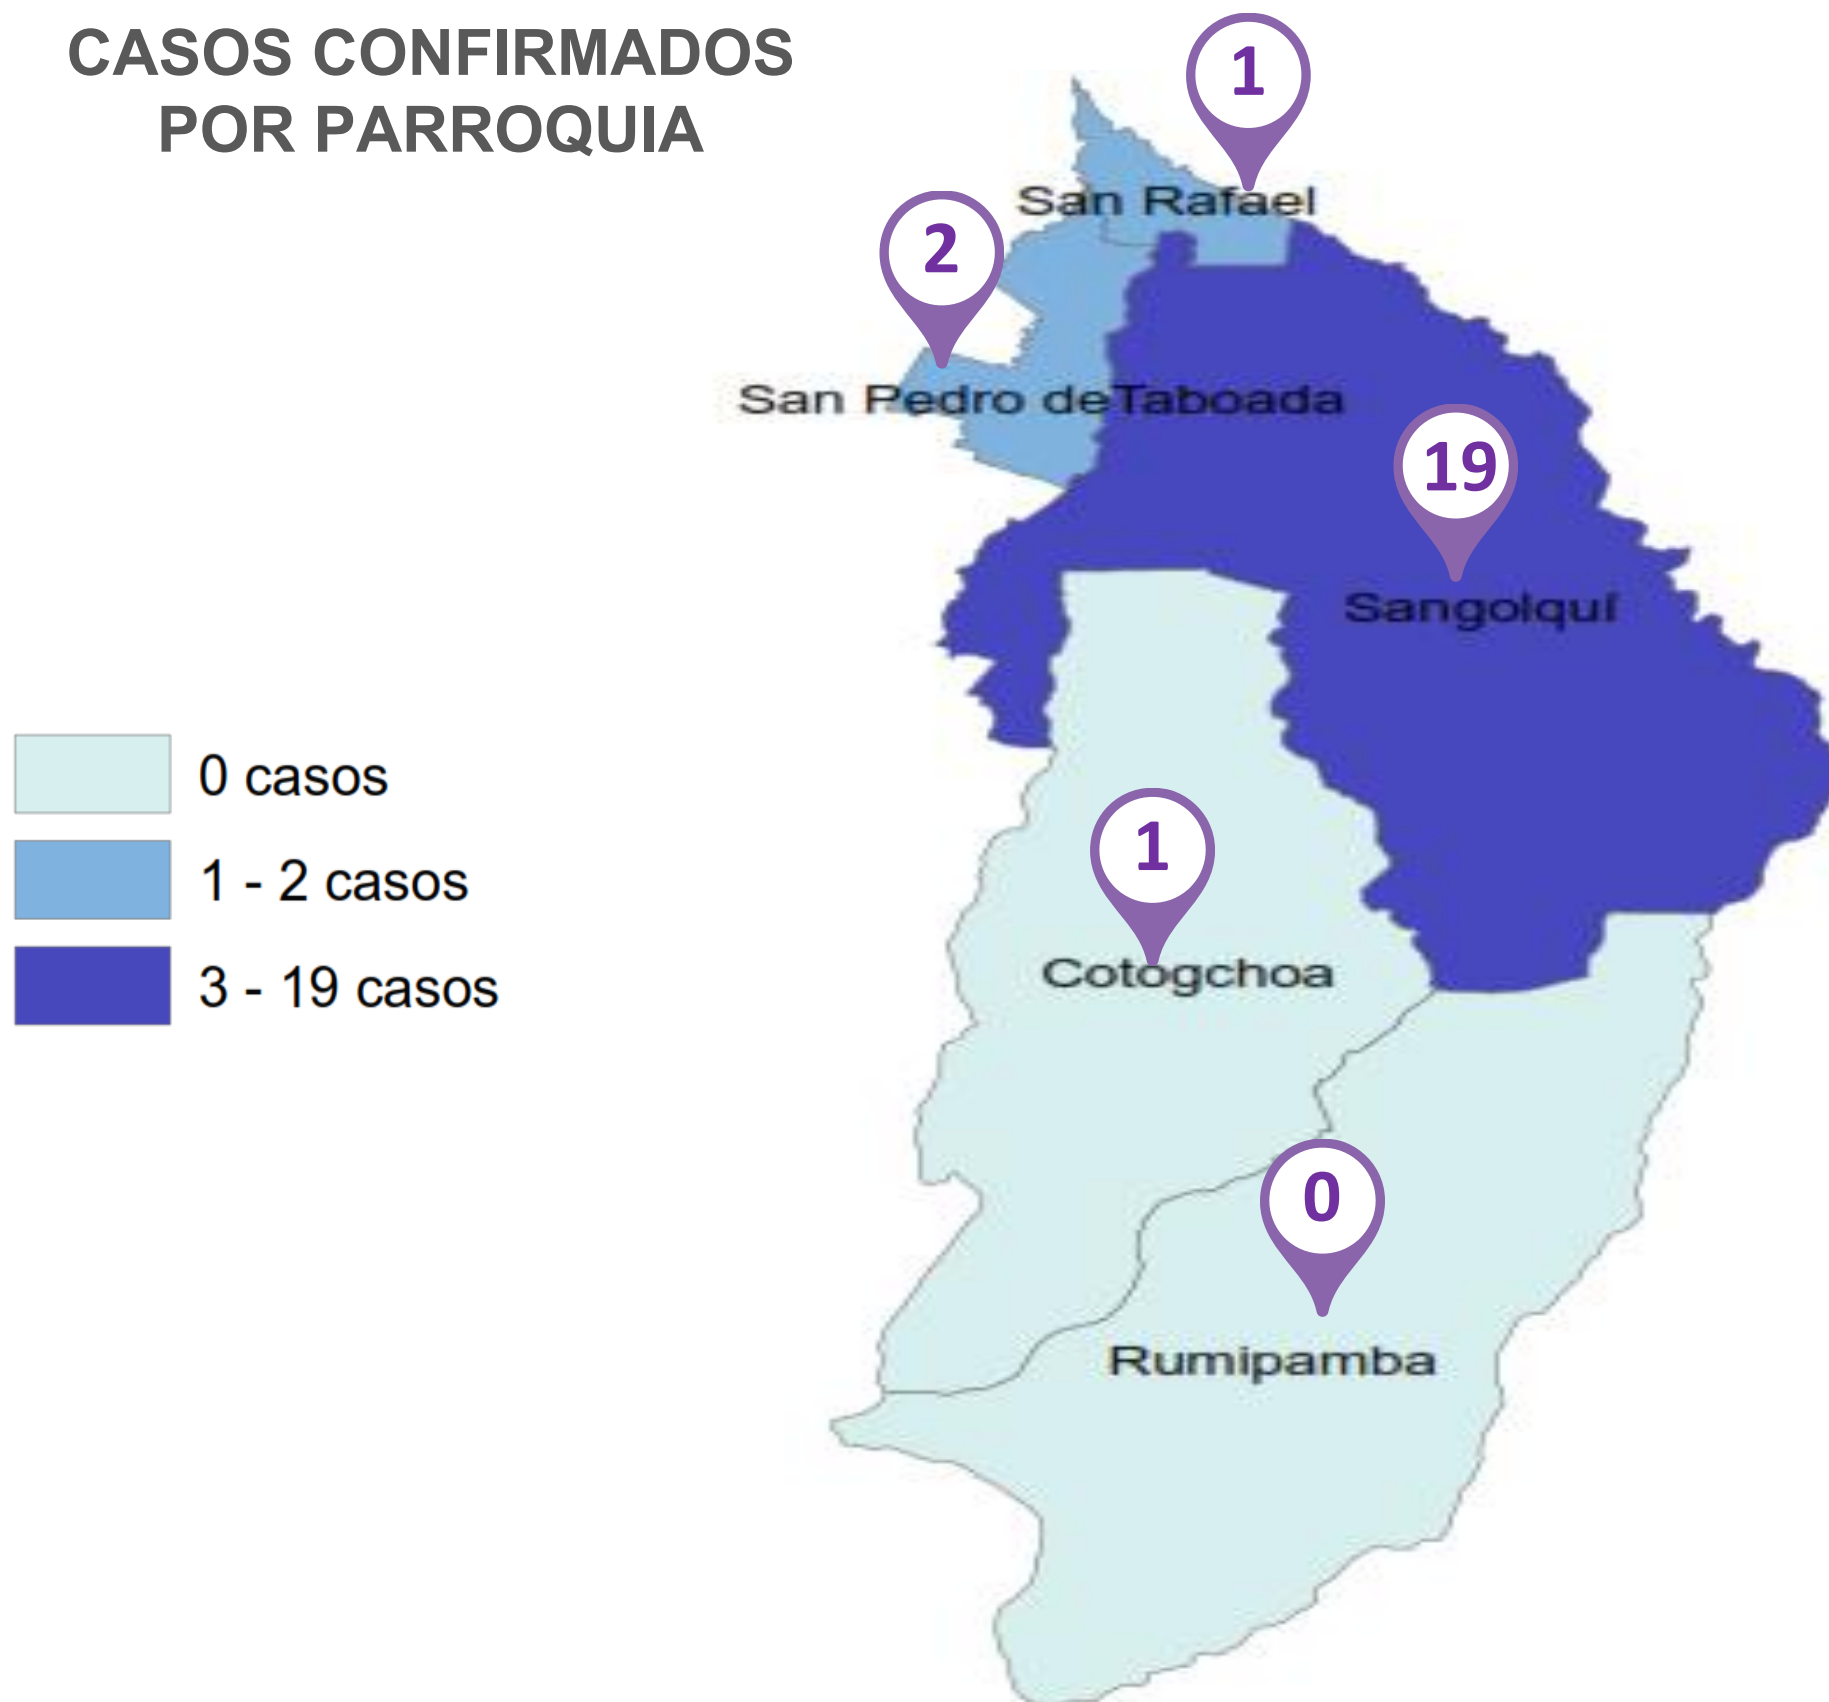 CASOS CONFIRMADOS
POR PARROQUIA
1
San Rafael
2
San Pedro deTaboada
19
Sangolquí
0 casos
1 - 2 casos
3 - 19 casos
1
Cotogchoa
0
Rumipamba